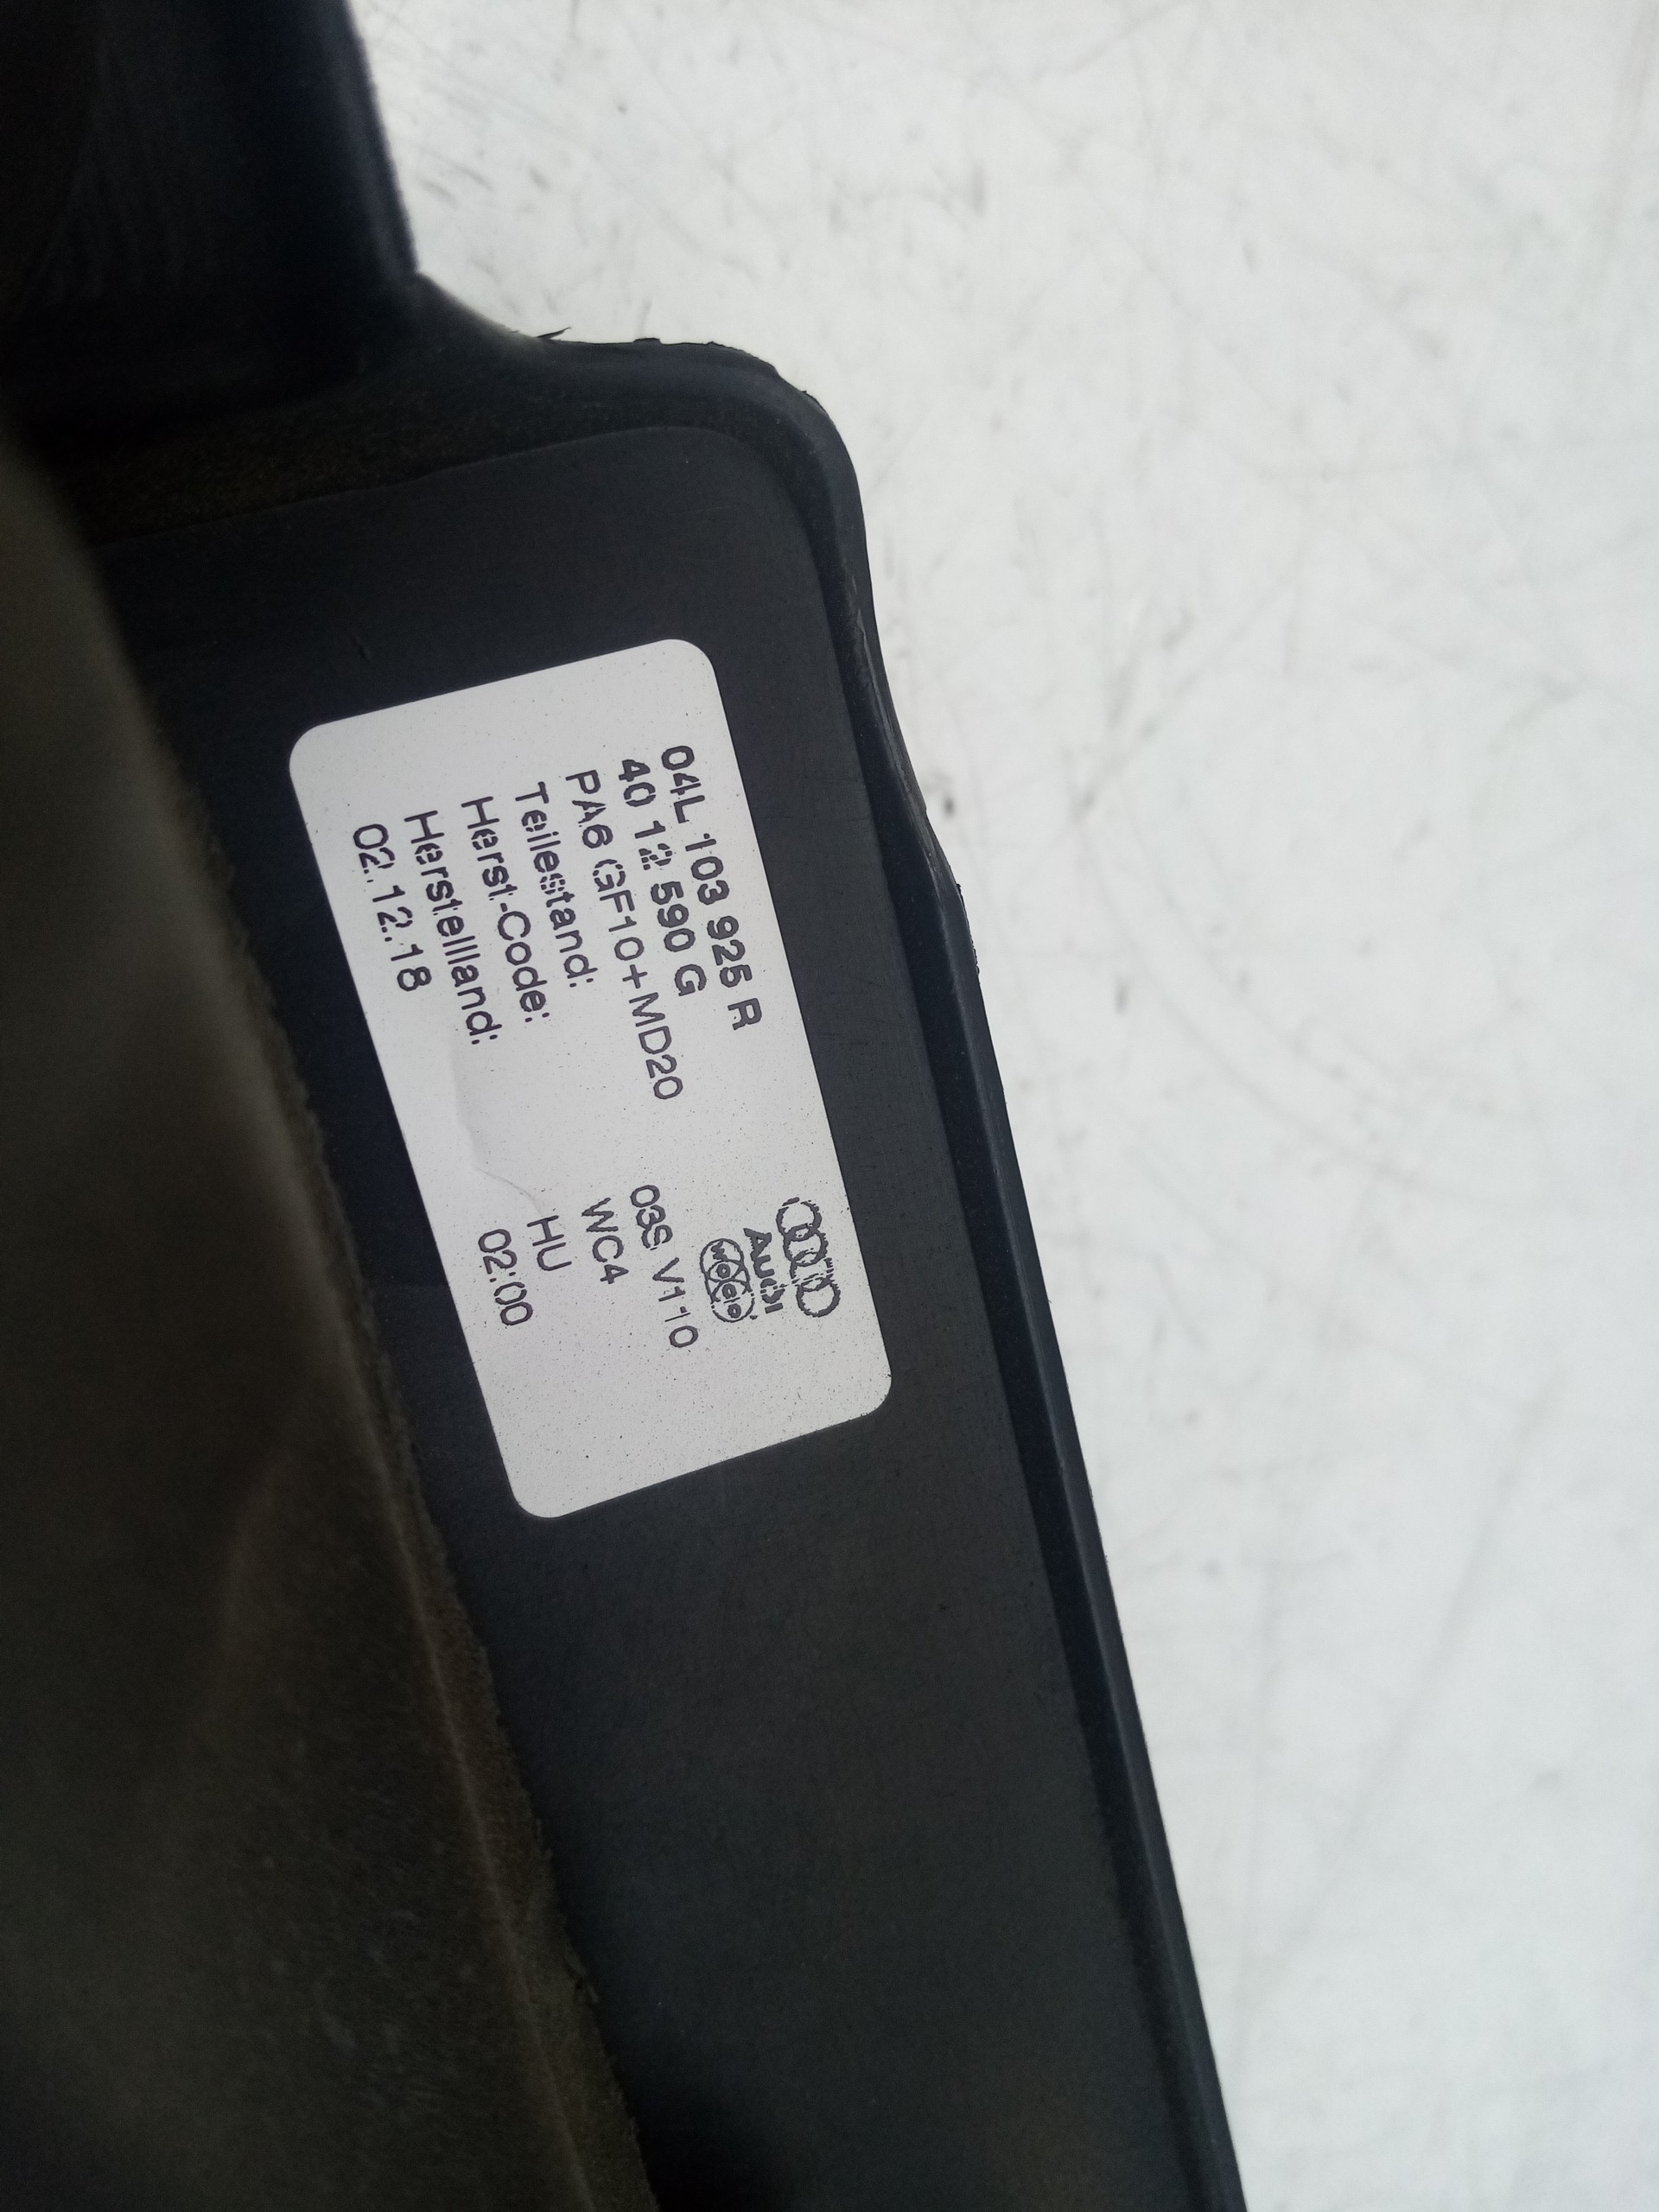 04L 103 925 R
40 12 590 G
Audi
woco
PA6 GF10+MD20
Teilestand: 03S V110
Herst.-Code: WC4
Herstellland: HU
02.12.18 02:00